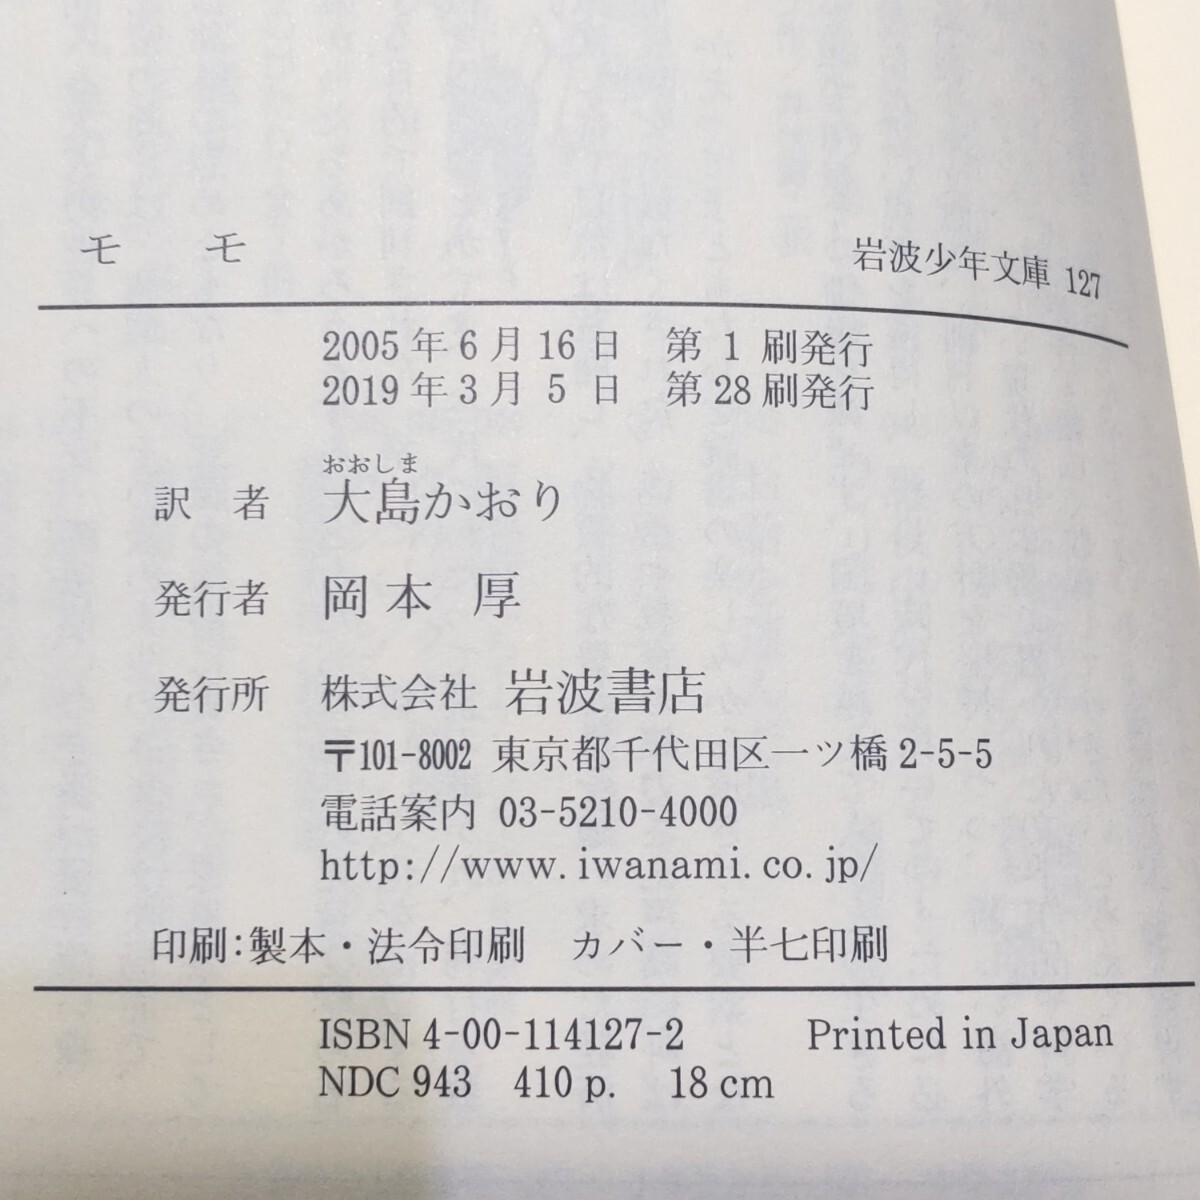 モモ
岩波少年文庫 127
2005年6月16日 第1刷発行
2019年3月5日 第28刷発行
おおしま
訳者 大島かおり
発行者 岡本厚
発行所 株式会社 岩波書店
〒101-8002 東京都千代田区一ツ橋2-5-5
電話案内 03-5210-4000
http://www.iwanami.co.jp/
印刷:製本・法令印刷 カバー・半七印刷
ISBN 4-00-114127-2 Printed in Japan
NDC 943 410 p. 18 cm